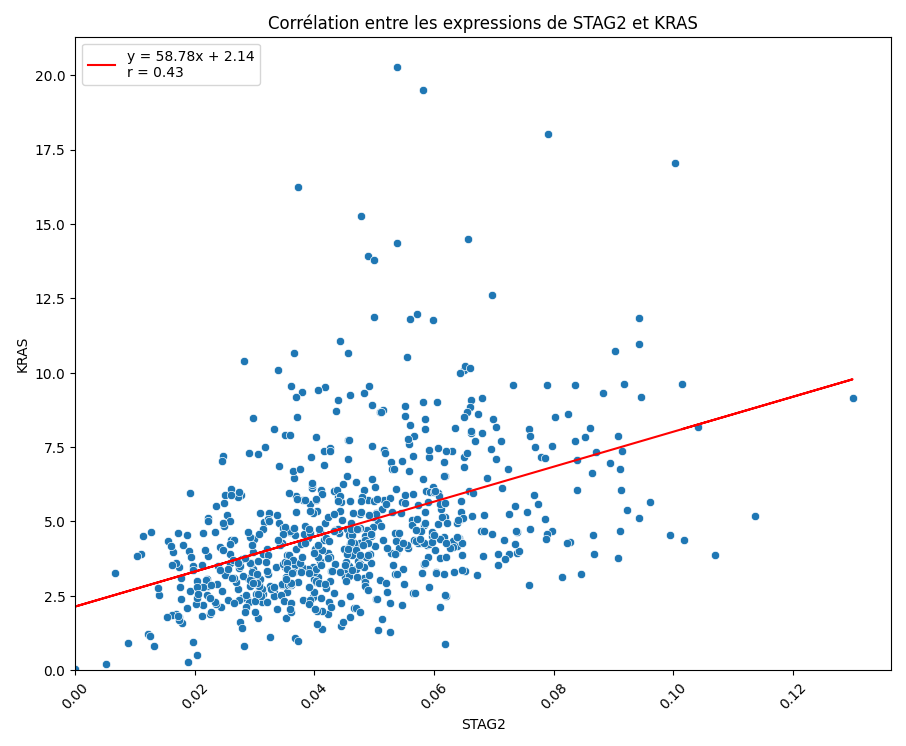 Corrélation entre les expressions de STAG2 et KRAS
y = 58.78x + 2.14
r = 0.43
20.0
17.5
15.0
12.5
10.0
7.5
5.0
2.5
0.0
KRAS
0.00 0.02 0.04 0.06 0.08 0.10 0.12
STAG2